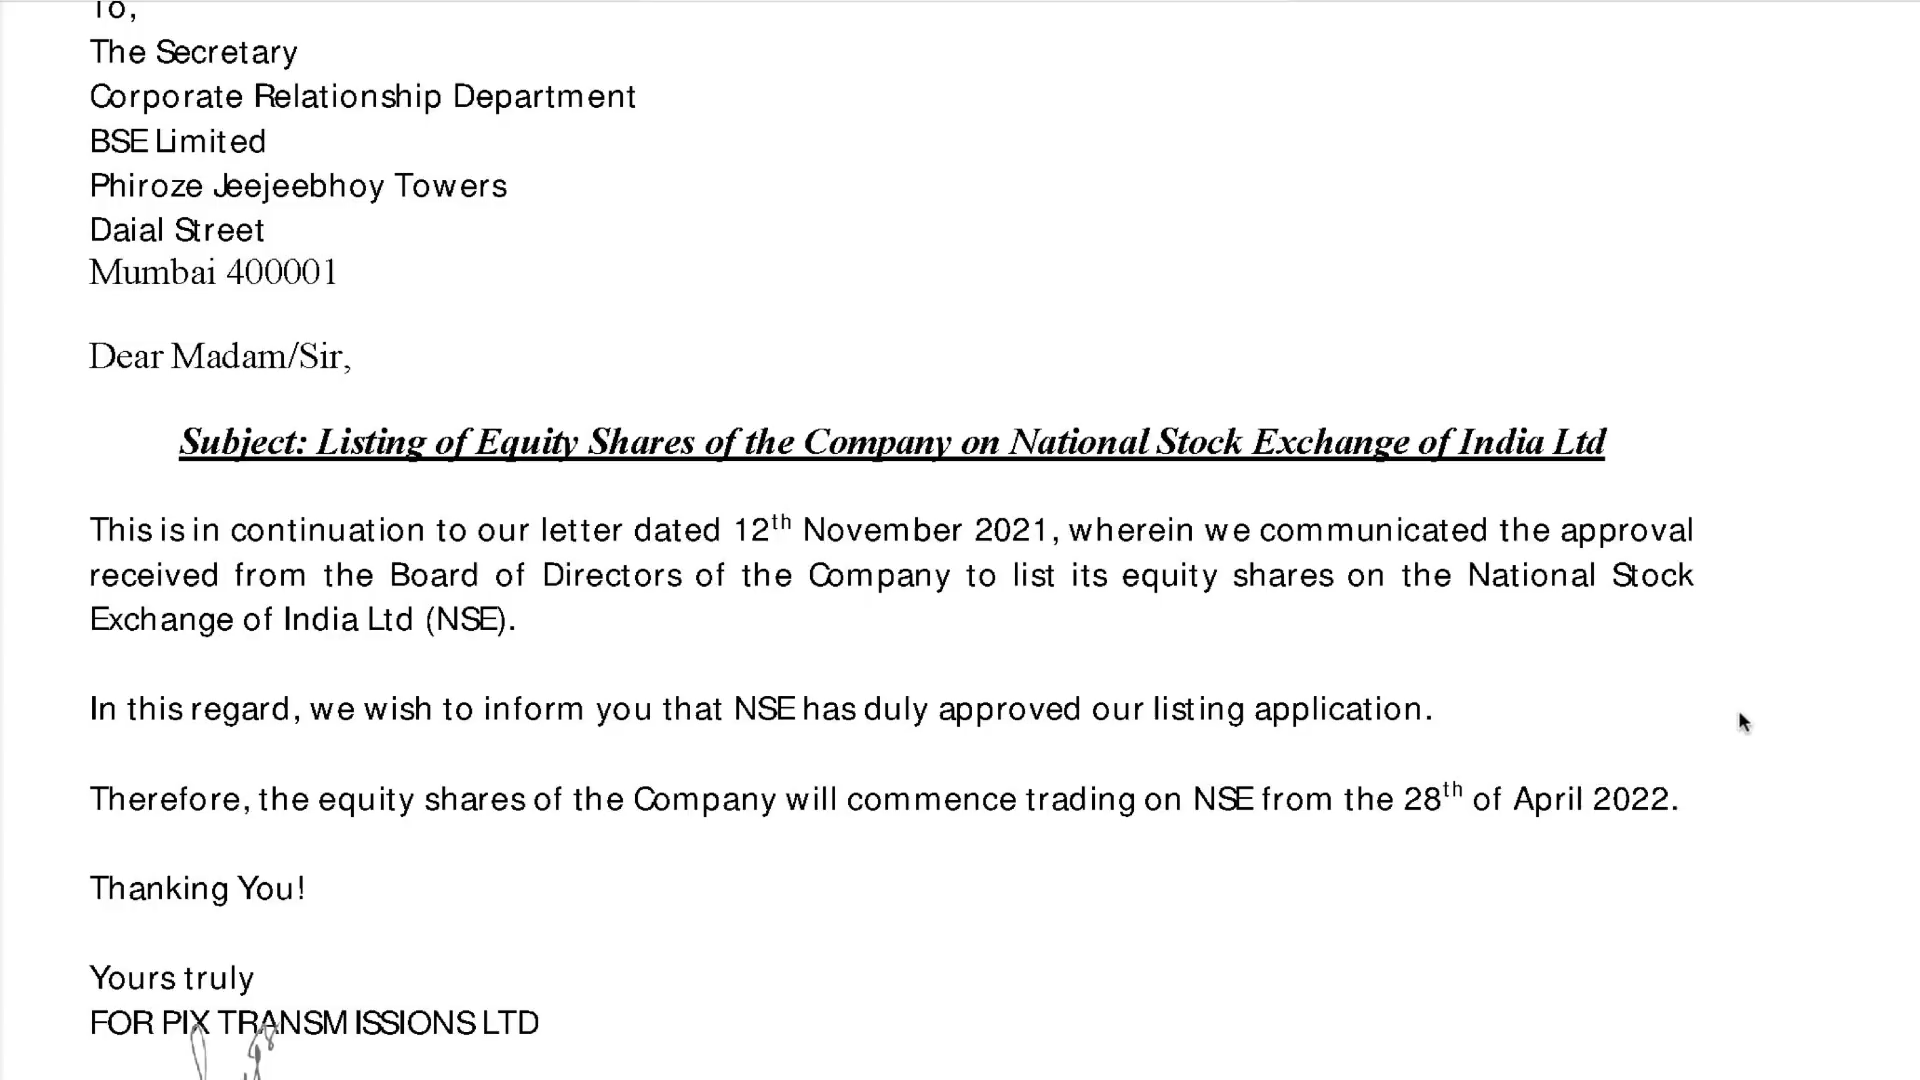 To,
The Secretary
Corporate Relationship Department
BSE Limited
Phiroze Jeejeebhoy Towers
Daial Street
Mumbai 400001
Dear Madam/Sir,
Subject: Listing of Equity Shares of the Company on National Stock Exchange of India Ltd
This is in continuation to our letter dated 12th November 2021, wherein we communicated the approval
received from the Board of Directors of the Company to list its equity shares on the National Stock
Exchange of India Ltd (NSE).
In this regard, we wish to inform you that NSE has duly approved our listing application.
Therefore, the equity shares of the Company will commence trading on NSE from the 28th of April 2022.
Thanking You!
Yours truly
FOR PIX TRANSMISSIONS LTD